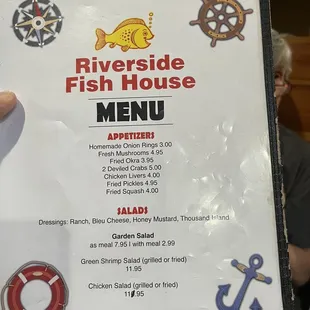 Riverside
Fish House
MENU
APPETIZERS
Homemade Onion Rings 3.00
Fresh Mushrooms 4.95
Fried Okra 3.95
2 Deviled Crabs 5.00
Chicken Livers 4.00
Fried Pickles 4.95
Fried Squash 4.00
SALADS
Dressings: Ranch, Bleu Cheese, Honey Mustard, Thousand Island
Garden Salad
as meal 7.95 I with meal 2.99
Green Shrimp Salad (grilled or fried)
11.95
Chicken Salad (grilled or fried)
11.95